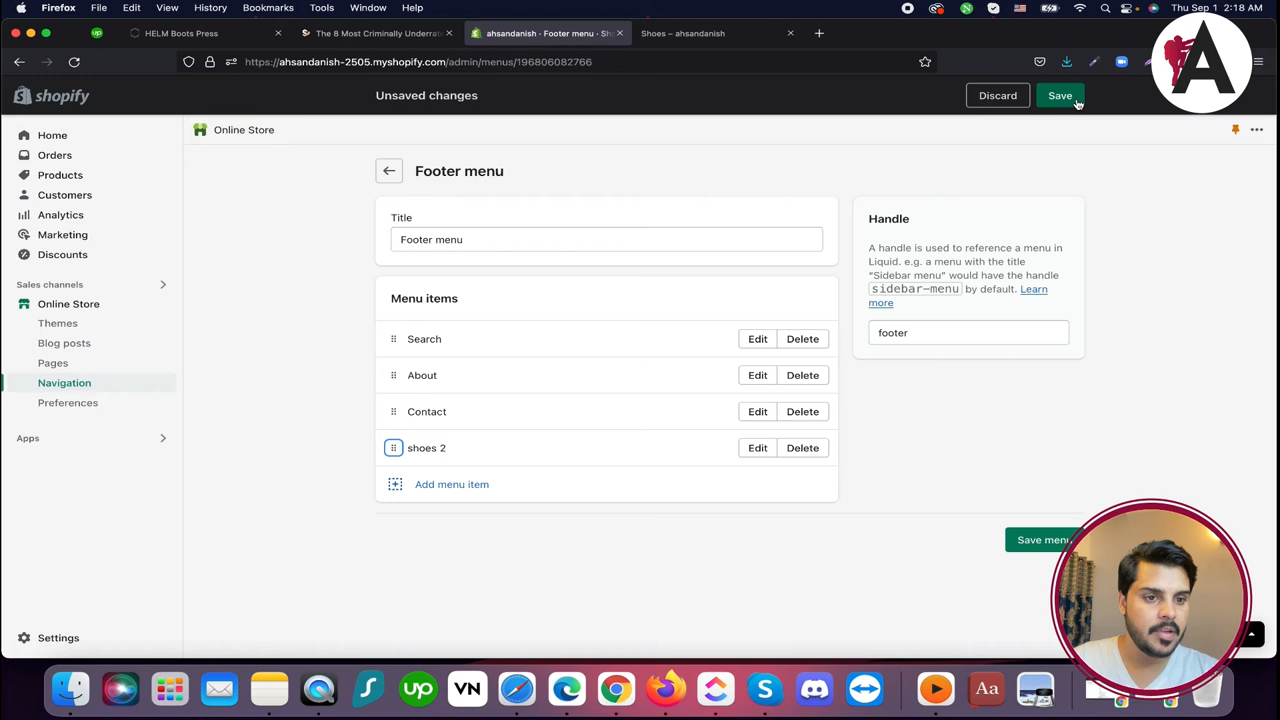 Firefox File Edit View History Bookmarks Tools Window Help Thu Sep 1 2:18 AM
HELM Boots Press
The 8 Most Criminally Underrat
ahsandanish · Footer menu · Sh
Shoes – ahsandanish
https://ahsandanish-2505.myshopify.com/admin/menus/196806082766
shopify
Unsaved changes
Discard
Save
A
Home
Orders
Products
Customers
Analytics
Marketing
Discounts
Sales channels
Online Store
Themes
Blog posts
Pages
Navigation
Preferences
Apps
Settings
Online Store
Footer menu
Title
Footer menu
Menu items
Search Edit Delete
About Edit Delete
Contact Edit Delete
shoes 2 Edit Delete
Add menu item
Handle
A handle is used to reference a menu in
Liquid. e.g. a menu with the title
"Sidebar menu" would have the handle
sidebar-menu by default. Learn
more
footer
Save menu
up
VN
Aa